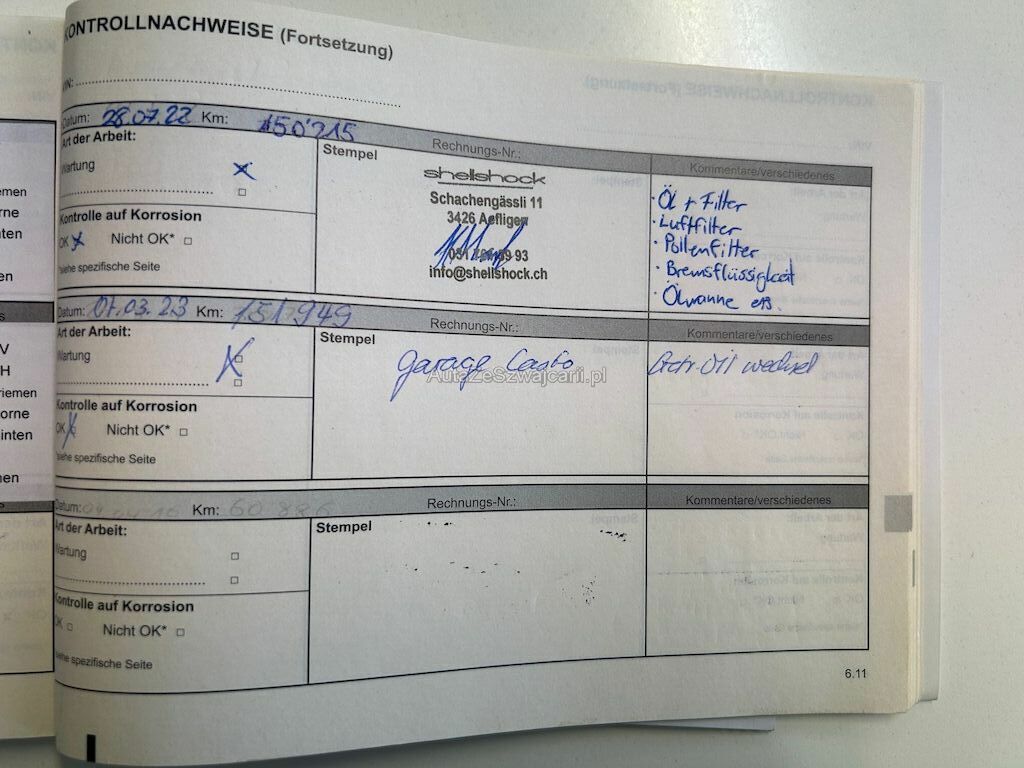 KONTROLLNACHWEISE (Fortsetzung)
VIN:
Datum: 28.07.22 Km: 150'215
Art der Arbeit:
Stempel
Rechnungs-Nr.:
Kommentare/verschiedenes
Wartung
Kontrolle auf Korrosion
OK Nicht OK*
*siehe spezifische Seite
shellshock
Schachengässli 11
3426 Aefligen
info@shellshock.ch
· Öl + Filter
· Luftfilter
· Pollenfilter
· Bremsflüssigkeit
· Ölwanne ers.
Datum: 07.03.23 Km: 151'949
Art der Arbeit:
Stempel
Rechnungs-Nr.:
Kommentare/verschiedenes
Wartung
Garage
wechsel
AutaZeSzwajcarii.pl
Kontrolle auf Korrosion
OK Nicht OK*
*siehe spezifische Seite
Datum: Km: 60 886
Art der Arbeit:
Stempel
Rechnungs-Nr.:
Kommentare/verschiedenes
Wartung
Kontrolle auf Korrosion
OK Nicht OK*
*siehe spezifische Seite
6.11